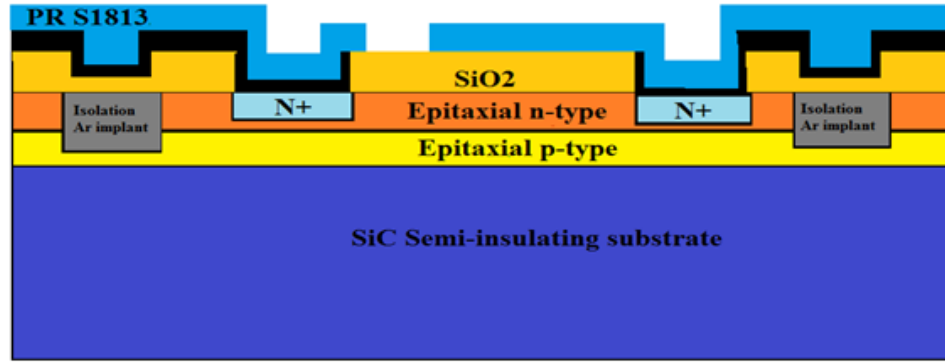 PR S1813
SiO2
Isolation
Ar implant
N+
Epitaxial n-type
N+
Isolation
Ar implant
Epitaxial p-type
SiC Semi-insulating substrate